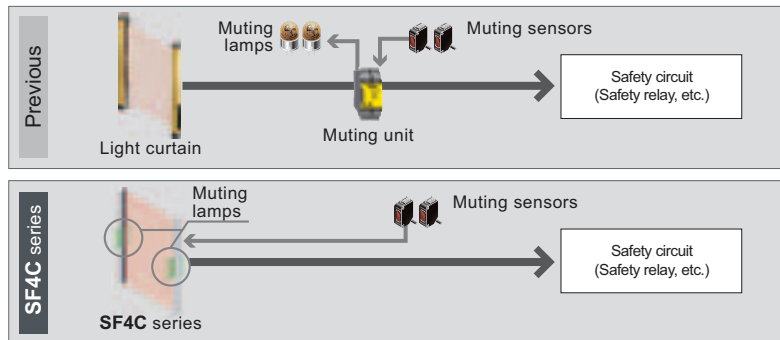 Previous
Muting
lamps
Muting sensors
Light curtain
Muting unit
Safety circuit
(Safety relay, etc.)
SF4C series
Muting
lamps
Muting sensors
SF4C series
Safety circuit
(Safety relay, etc.)